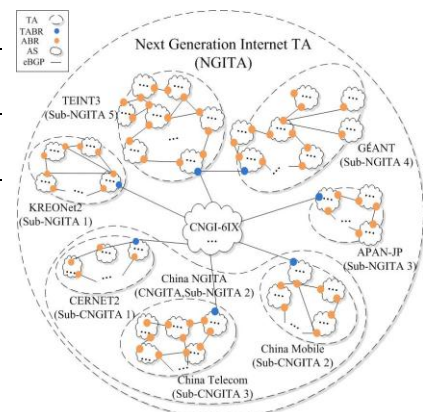 TA
TABR
ABR
AS
eBGP
Next Generation Internet TA
(NGITA)
TEINT3
(Sub-NGITA 5)
GÉANT
(Sub-NGITA 4)
KREONet2
(Sub-NGITA 1)
CNGI-6IX
...
APAN-JP
(Sub-NGITA 3)
CERNET2
(Sub-CNGITA 1)
China NGITA
(CNGITA,Sub-NGITA 2)
China Mobile
(Sub-CNGITA 2)
China Telecom
(Sub-CNGITA 3)